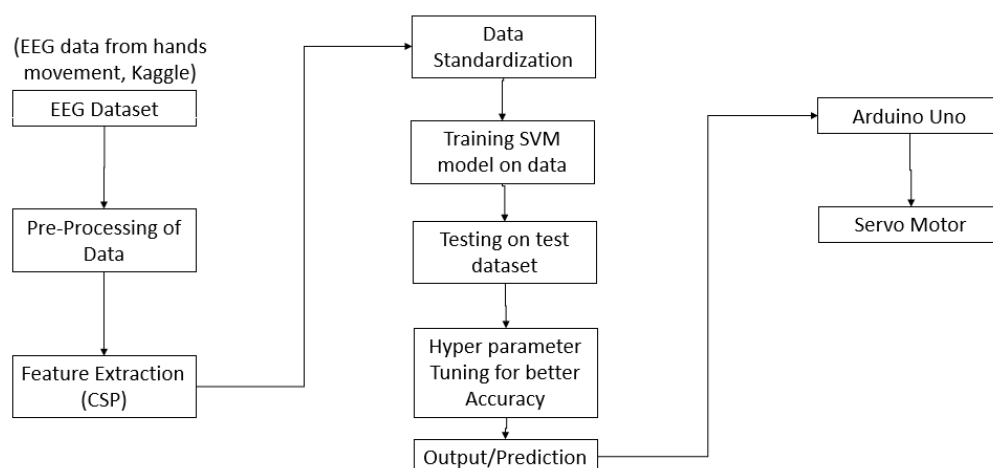 (EEG data from hands
movement, Kaggle)
EEG Dataset
Pre-Processing of
Data
Feature Extraction
(CSP)
Data
Standardization
Training SVM
model on data
Testing on test
dataset
Hyper parameter
Tuning for better
Accuracy
Output/Prediction
Arduino Uno
Servo Motor